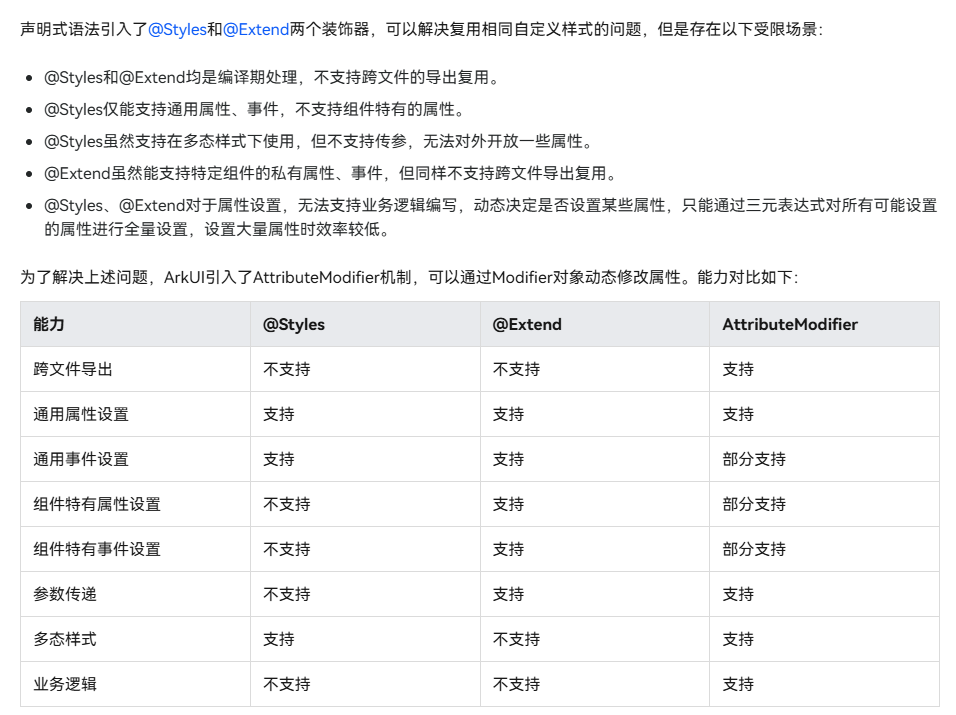 声明式语法引入了@Styles和@Extend两个装饰器，可以解决复用相同自定义样式的问题，但是存在以下受限场景：
@Styles和@Extend均是编译期处理，不支持跨文件的导出复用。
@Styles仅能支持通用属性、事件，不支持组件特有的属性。
@Styles虽然支持在多态样式下使用，但不支持传参，无法对外开放一些属性。
@Extend虽然能支持特定组件的私有属性、事件，但同样不支持跨文件导出复用。
@Styles、@Extend对于属性设置，无法支持业务逻辑编写，动态决定是否设置某些属性，只能通过三元表达式对所有可能设置
的属性进行全量设置，设置大量属性时效率较低。
为了解决上述问题，ArkUI引入了AttributeModifier机制，可以通过Modifier对象动态修改属性。能力对比如下：
能力 @Styles @Extend AttributeModifier
跨文件导出 不支持 不支持 支持
通用属性设置 支持 支持 支持
通用事件设置 支持 支持 部分支持
组件特有属性设置 不支持 支持 部分支持
组件特有事件设置 不支持 支持 部分支持
参数传递 不支持 支持 支持
多态样式 支持 不支持 支持
业务逻辑 不支持 不支持 支持